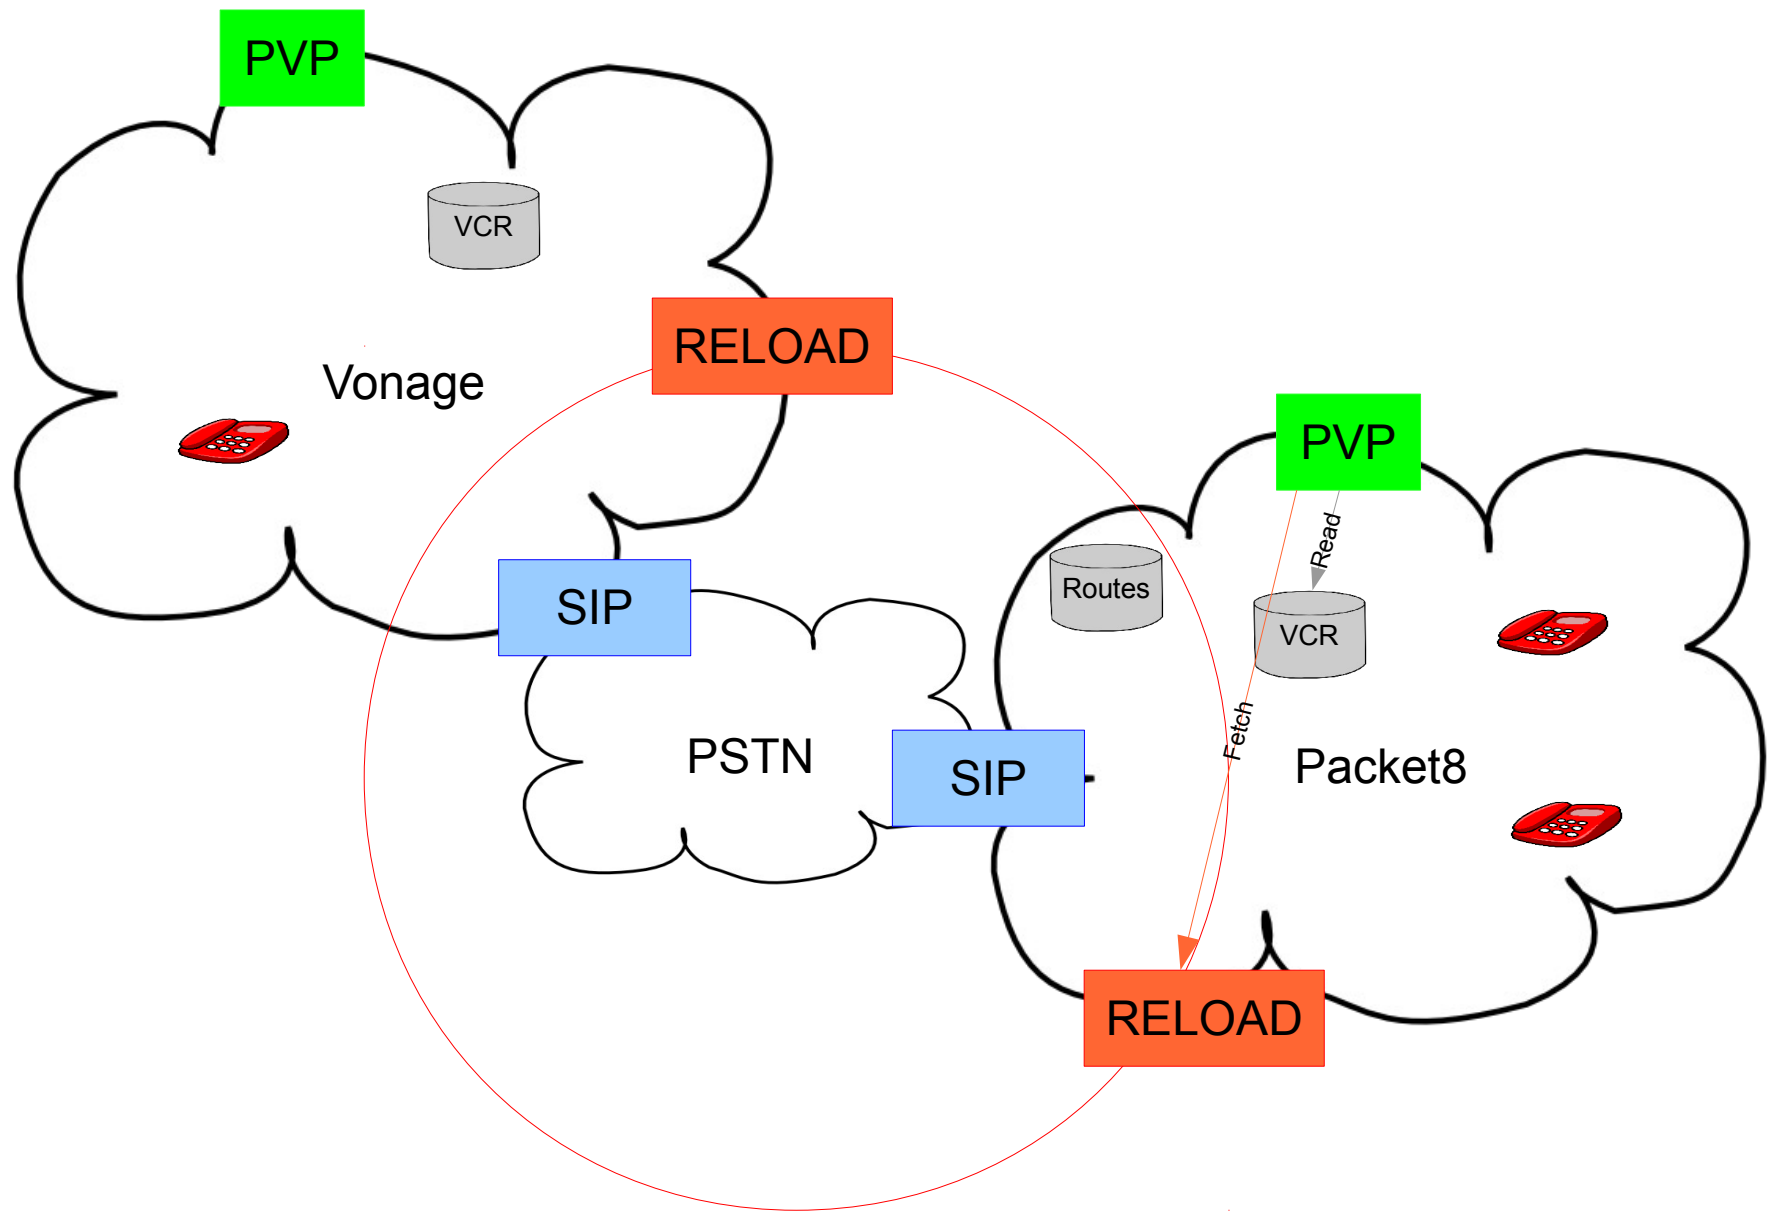 PVP
VCR
RELOAD
Vonage
PVP
Read
Routes
SIP
VCR
Fetch
PSTN
SIP
Packet8
RELOAD